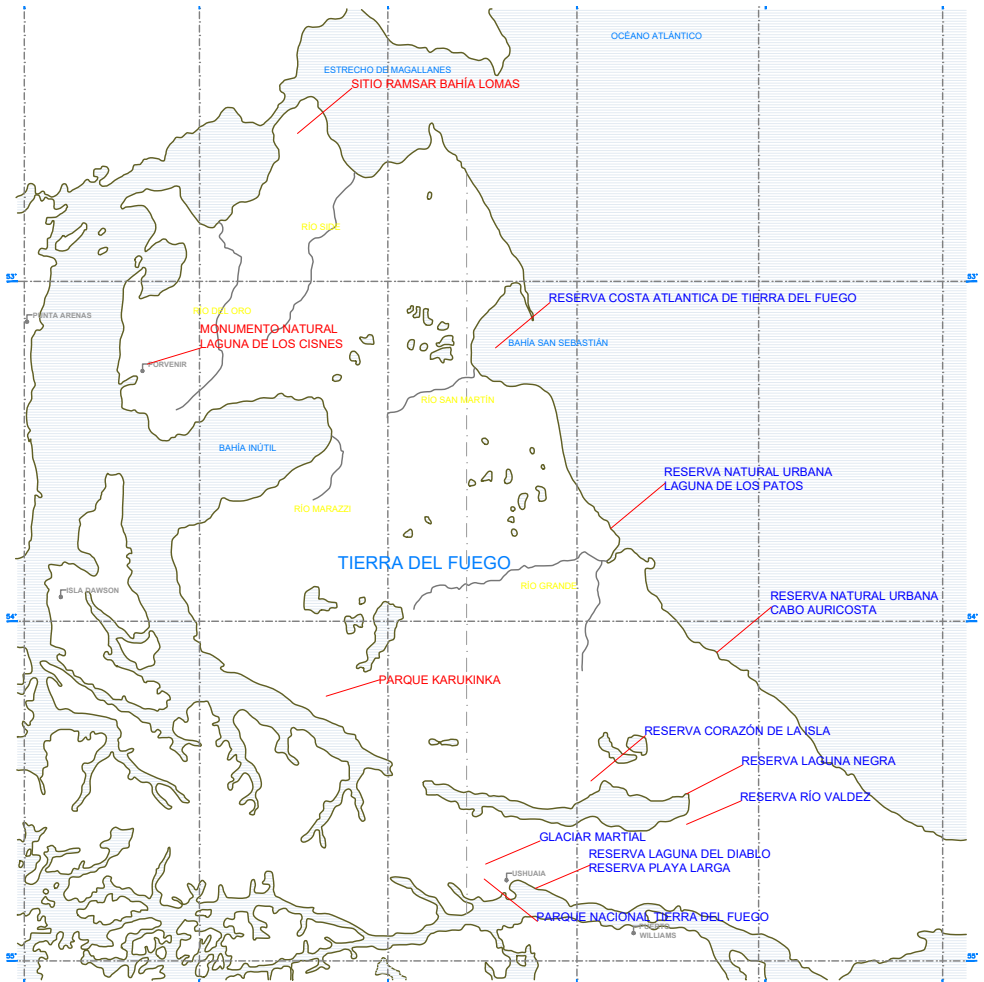 OCÉANO ATLÁNTICO
ESTRECHO DE MAGALLANES
SITIO RAMSAR BAHÍA LOMAS
RÍO SIDE
53°
53°
RESERVA COSTA ATLANTICA DE TIERRA DEL FUEGO
RÍO DEL ORO
PUNTA ARENAS
MONUMENTO NATURAL
LAGUNA DE LOS CISNES
BAHÍA SAN SEBASTIÁN
PORVENIR
RÍO SAN MARTÍN
BAHÍA INÚTIL
RESERVA NATURAL URBANA
LAGUNA DE LOS PATOS
RÍO MARAZZI
TIERRA DEL FUEGO
RÍO GRANDE
ISLA DAWSON
RESERVA NATURAL URBANA
CABO AURICOSTA
54°
54°
PARQUE KARUKINKA
RESERVA CORAZÓN DE LA ISLA
RESERVA LAGUNA NEGRA
RESERVA RÍO VALDEZ
GLACIAR MARTIAL
RESERVA LAGUNA DEL DIABLO
RESERVA PLAYA LARGA
USHUAIA
PARQUE NACIONAL TIERRA DEL FUEGO
PUERTO
WILLIAMS
55°
55°